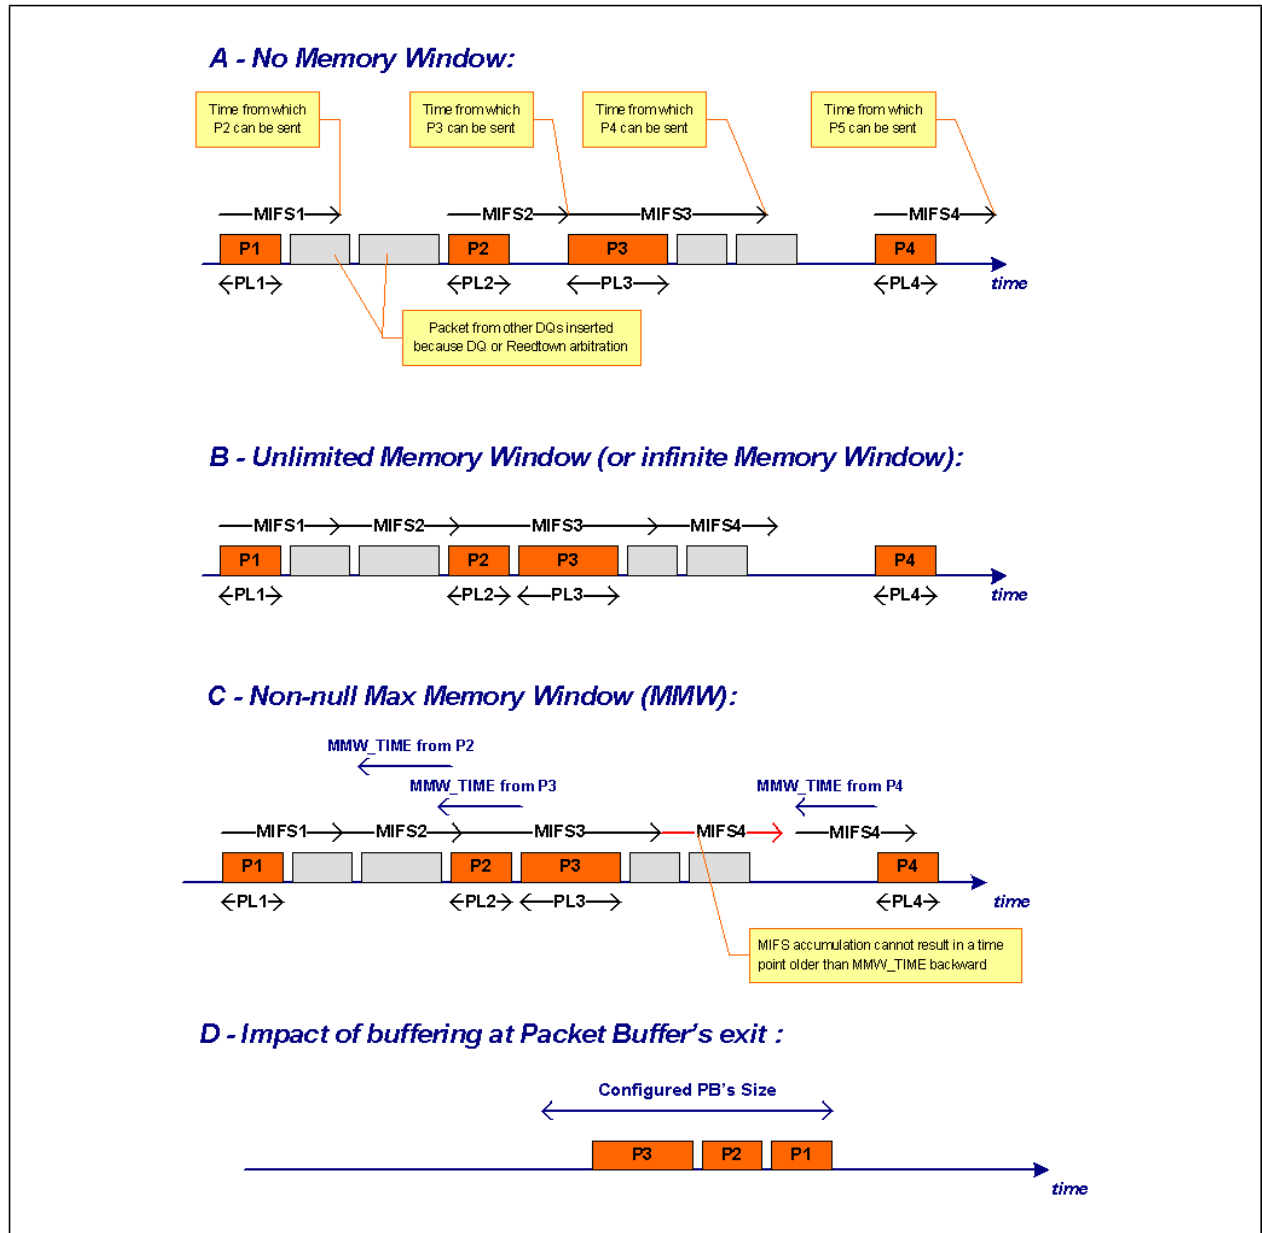 A - No Memory Window:
Time from which
P2 can be sent
Time from which
P3 can be sent
Time from which
P4 can be sent
Time from which
P5 can be sent
MIFS1 MIFS2 MIFS3 MIFS4
P1 P2 P3 P4
PL1 PL2 PL3 PL4 time
Packet from other DQs inserted
because DQ or Reedtown arbitration
B - Unlimited Memory Window (or infinite Memory Window):
MIFS1 MIFS2 MIFS3 MIFS4
P1 P2 P3 P4
PL1 PL2 PL3 PL4 time
C - Non-null Max Memory Window (MMW):
MMW_TIME from P2
MMW_TIME from P3 MMW_TIME from P4
MIFS1 MIFS2 MIFS3 MIFS4 MIFS4
P1 P2 P3 P4
PL1 PL2 PL3 PL4 time
MIFS accumulation cannot result in a time
point older than MMW_TIME backward
D - Impact of buffering at Packet Buffer's exit :
Configured PB's Size
P3 P2 P1
time